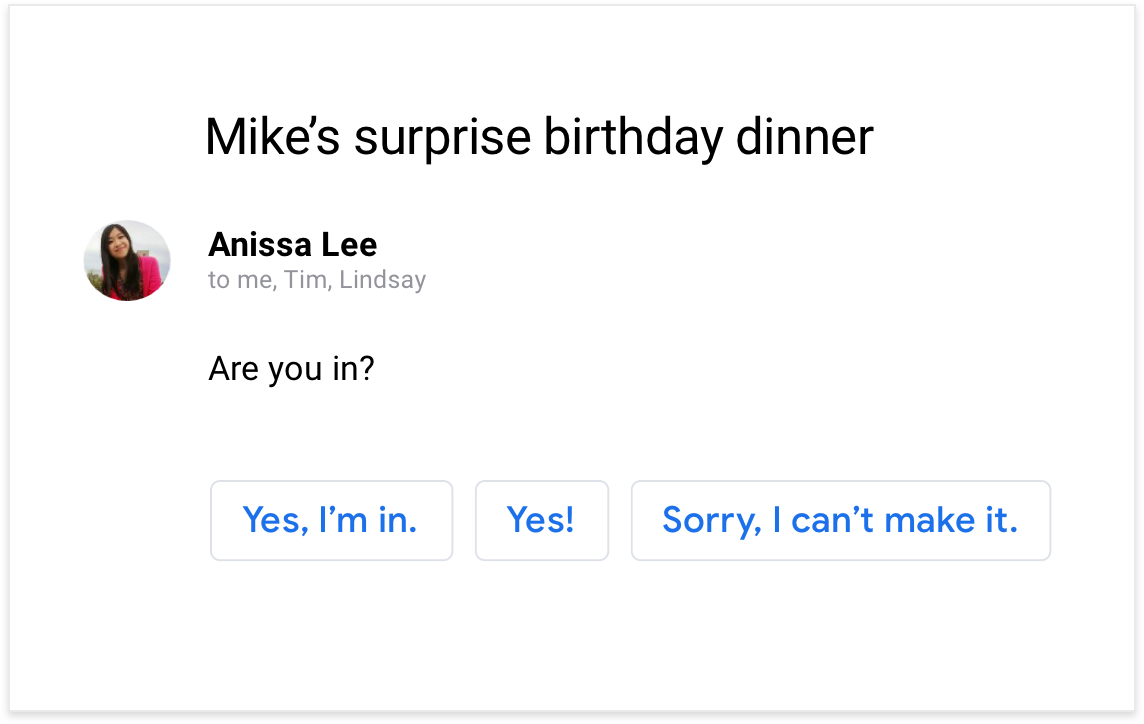 Mike’s surprise birthday dinner
Anissa Lee
to me, Tim, Lindsay
Are you in?
Yes, I’m in.
Yes!
Sorry, I can’t make it.